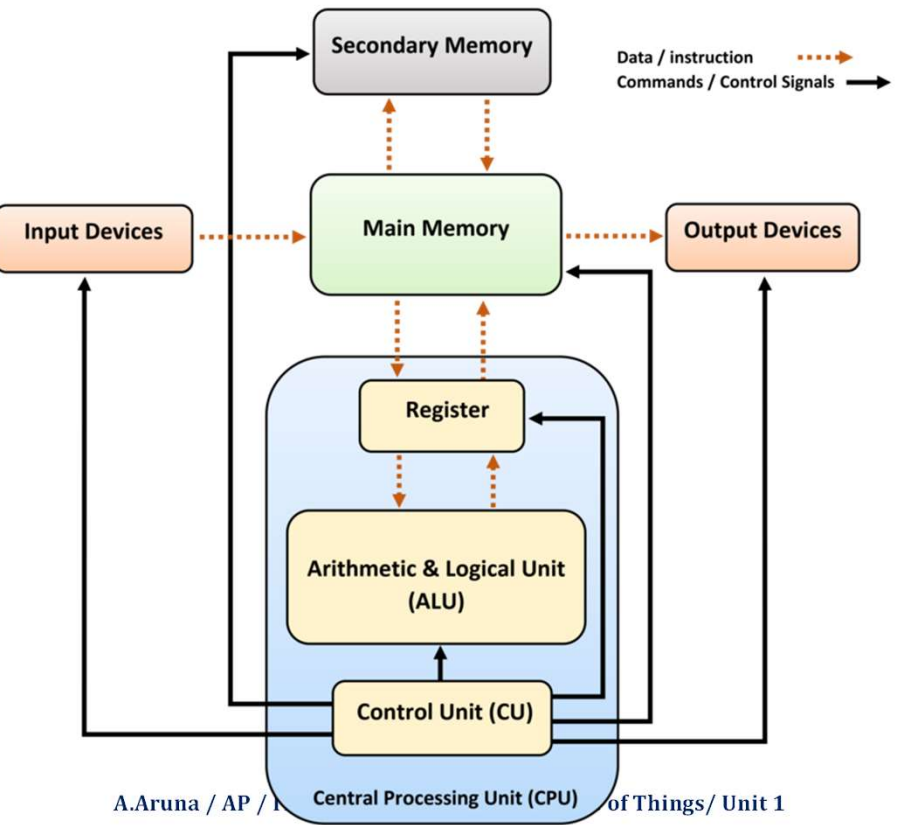 Secondary Memory
Data / instruction
Commands / Control Signals
Input Devices
Main Memory
Output Devices
Register
Arithmetic & Logical Unit
(ALU)
Control Unit (CU)
Central Processing Unit (CPU)
A.Aruna / AP / of Things/ Unit 1